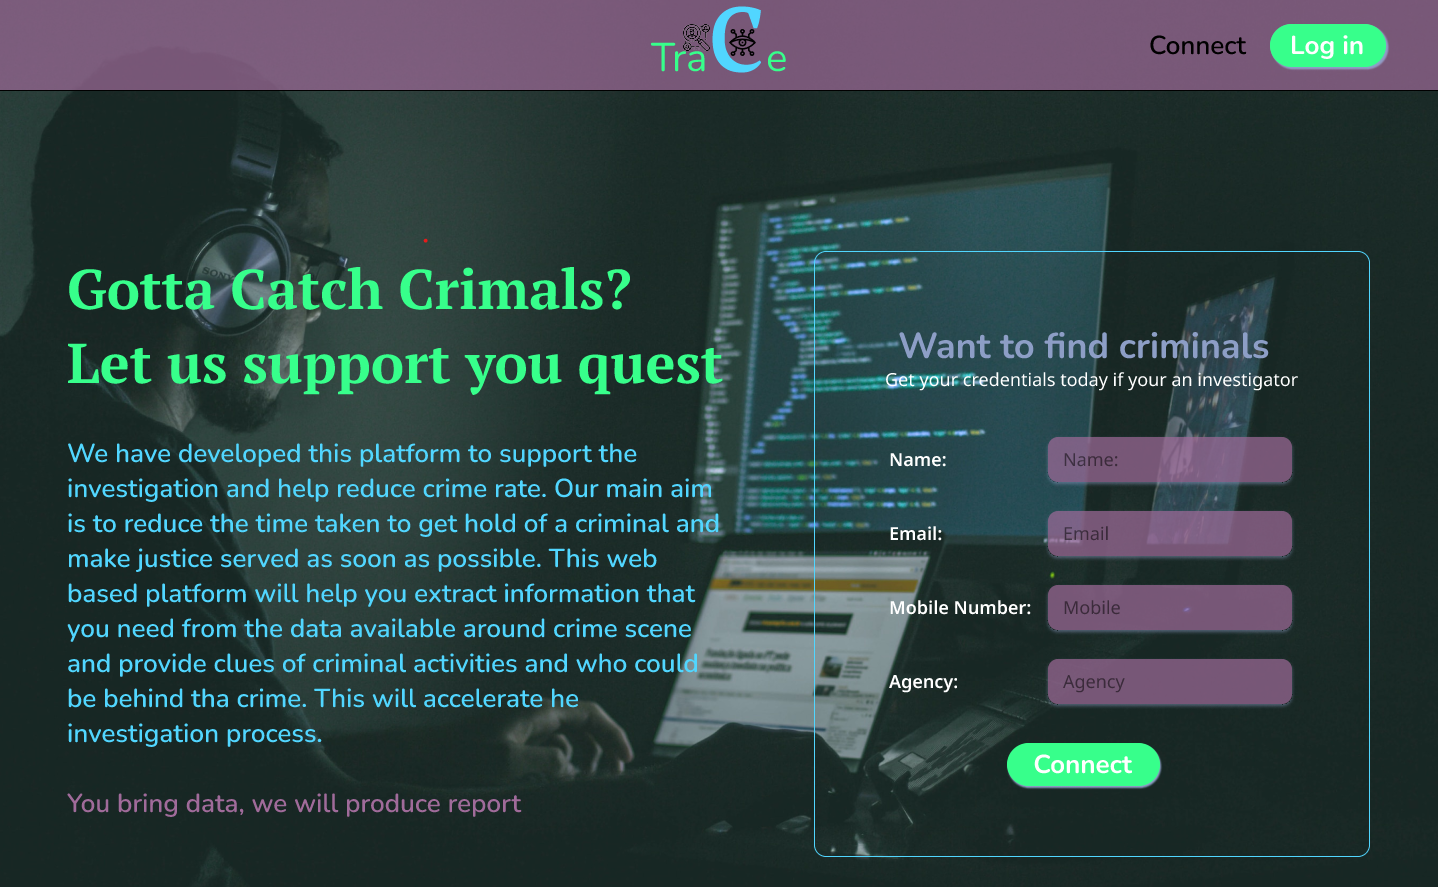 TraCe
Connect
Log in
SONY
Gotta Catch Crimals?
Let us support you quest
We have developed this platform to support the
investigation and help reduce crime rate. Our main aim
is to reduce the time taken to get hold of a criminal and
make justice served as soon as possible. This web
based platform will help you extract information that
you need from the data available around crime scene
and provide clues of criminal activities and who could
be behind tha crime. This will accelerate he
investigation process.
You bring data, we will produce report
Want to find criminals
Get your credentials today if your an investigator
Name:
Name:
Email:
Email
Mobile Number:
Mobile
Agency:
Agency
Connect